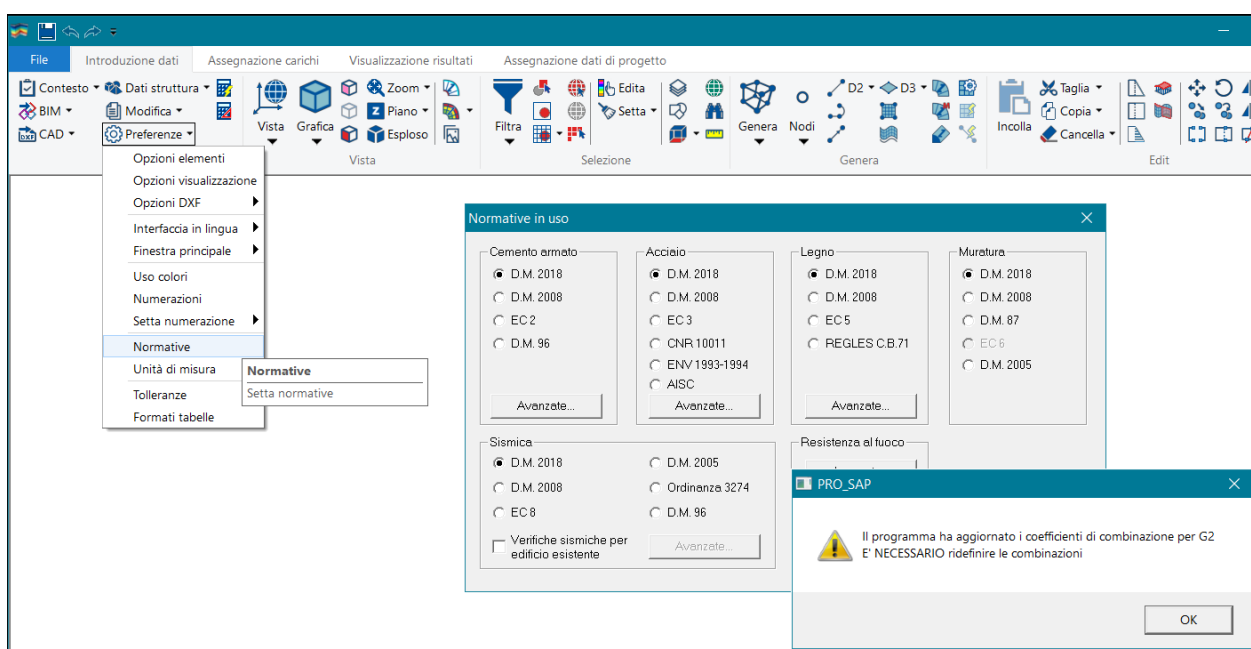 File Introduzione dati Assegnazione carichi Visualizzazione risultati Assegnazione dati di progetto
Contesto Dati struttura Zoom Edita D2 D3 Taglia
BIM Modifica Piano Setta Copia
CAD Preferenze Vista Grafica Esploso Filtra Genera Nodi Incolla Cancella
Vista Selezione Genera Edit
Opzioni elementi
Opzioni visualizzazione
Opzioni DXF
Interfaccia in lingua
Finestra principale
Uso colori
Numerazioni
Setta numerazione
Normative
Unità di misura
Tolleranze
Formati tabelle
Normative
Setta normative
Normative in uso
Cemento armato
D.M. 2018
D.M. 2008
EC 2
D.M. 96
Avanzate...
Acciaio
D.M. 2018
D.M. 2008
EC 3
CNR 10011
ENV 1993-1994
AISC
Avanzate...
Legno
D.M. 2018
D.M. 2008
EC 5
REGLES C.B.71
Avanzate...
Muratura
D.M. 2018
D.M. 2008
D.M. 87
EC 6
D.M. 2005
Sismica
D.M. 2018 D.M. 2005
D.M. 2008 Ordinanza 3274
EC 8 D.M. 96
Verifiche sismiche per
edificio esistente
Avanzate...
Resistenza al fuoco
PRO_SAP
Il programma ha aggiornato i coefficienti di combinazione per G2
E' NECESSARIO ridefinire le combinazioni
OK